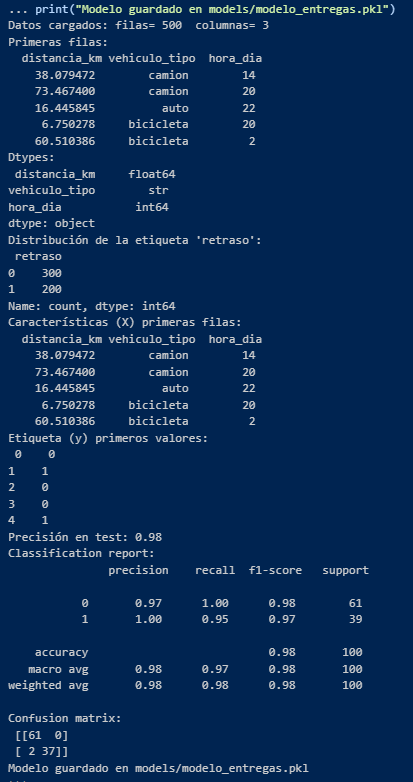 ... print("Modelo guardado en models/modelo_entregas.pkl")
Datos cargados: filas= 500  columnas= 3
Primeras filas:
  distancia_km vehiculo_tipo  hora_dia
    38.079472        camion        14
    73.467400        camion        20
    16.445845          auto        22
     6.750278     bicicleta        20
    60.510386     bicicleta         2
Dtypes:
 distancia_km     float64
vehiculo_tipo        str
hora_dia           int64
dtype: object
Distribución de la etiqueta 'retraso':
 retraso
0    300
1    200
Name: count, dtype: int64
Características (X) primeras filas:
  distancia_km vehiculo_tipo  hora_dia
    38.079472        camion        14
    73.467400        camion        20
    16.445845          auto        22
     6.750278     bicicleta        20
    60.510386     bicicleta         2
Etiqueta (y) primeros valores:
 0    0
1    1
2    0
3    0
4    1
Precisión en test: 0.98
Classification report:
              precision    recall  f1-score   support

           0       0.97      1.00      0.98        61
           1       1.00      0.95      0.97        39

    accuracy                           0.98       100
   macro avg       0.98      0.97      0.98       100
weighted avg       0.98      0.98      0.98       100

Confusion matrix:
 [[61  0]
 [ 2 37]]
Modelo guardado en models/modelo_entregas.pkl
...